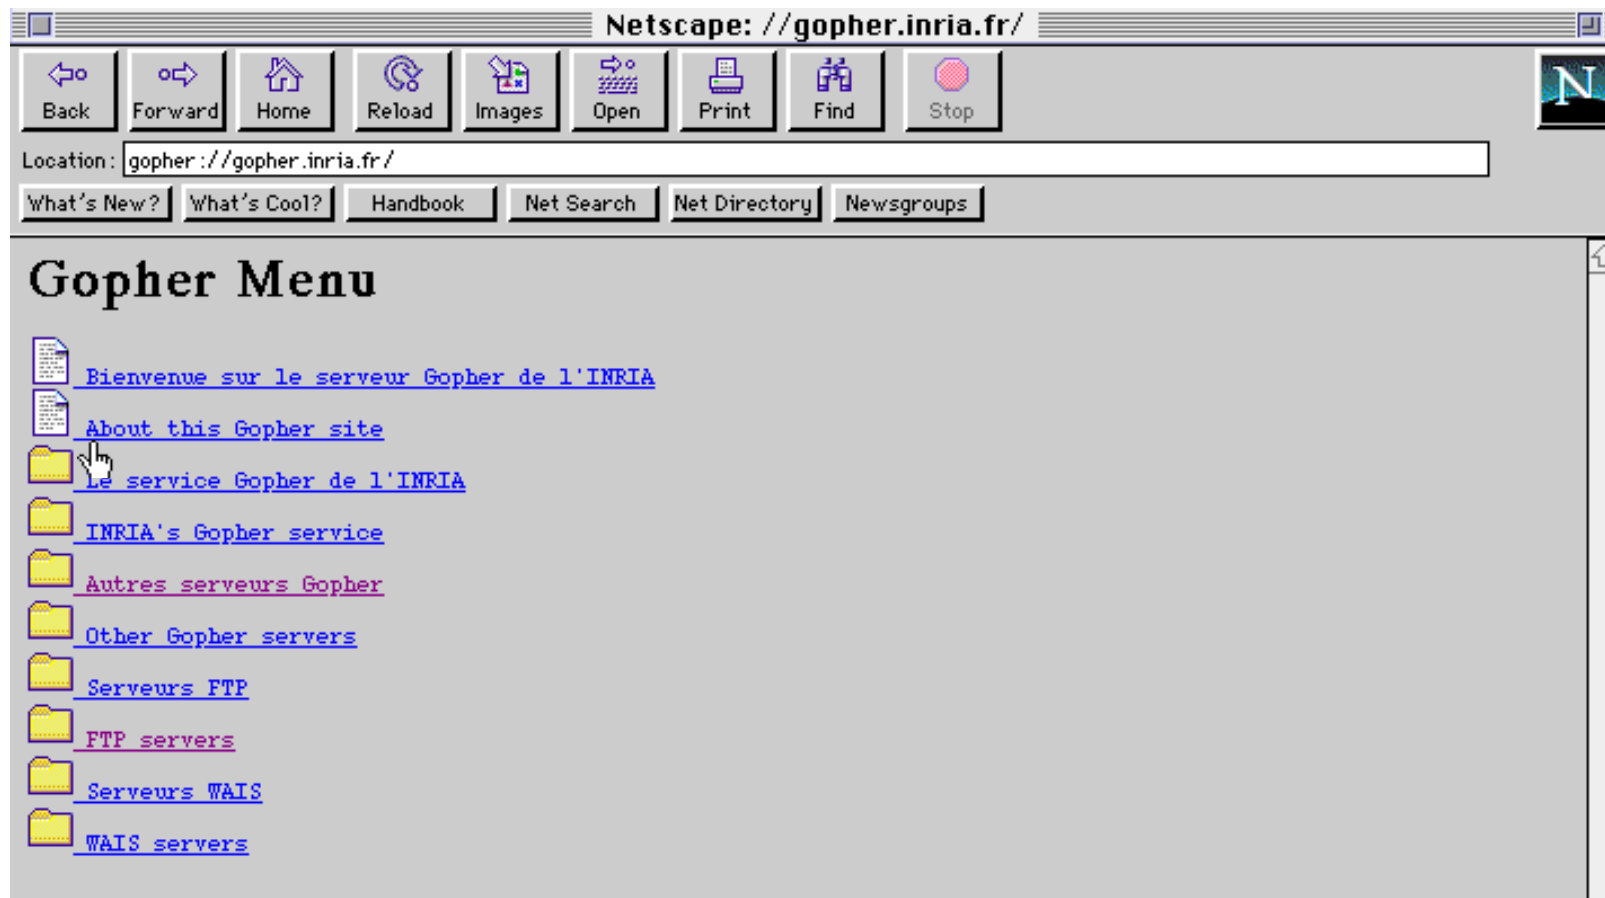 Netscape: //gopher.inria.fr/
Back Forward Home Reload Images Open Print Find Stop
N
Location: gopher://gopher.inria.fr/
What's New? What's Cool? Handbook Net Search Net Directory Newsgroups
Gopher Menu
Bienvenue sur le serveur Gopher de l'INRIA
About this Gopher site
Le service Gopher de l'INRIA
INRIA's Gopher service
Autres serveurs Gopher
Other Gopher servers
Serveurs FTP
FTP servers
Serveurs WAIS
WAIS servers